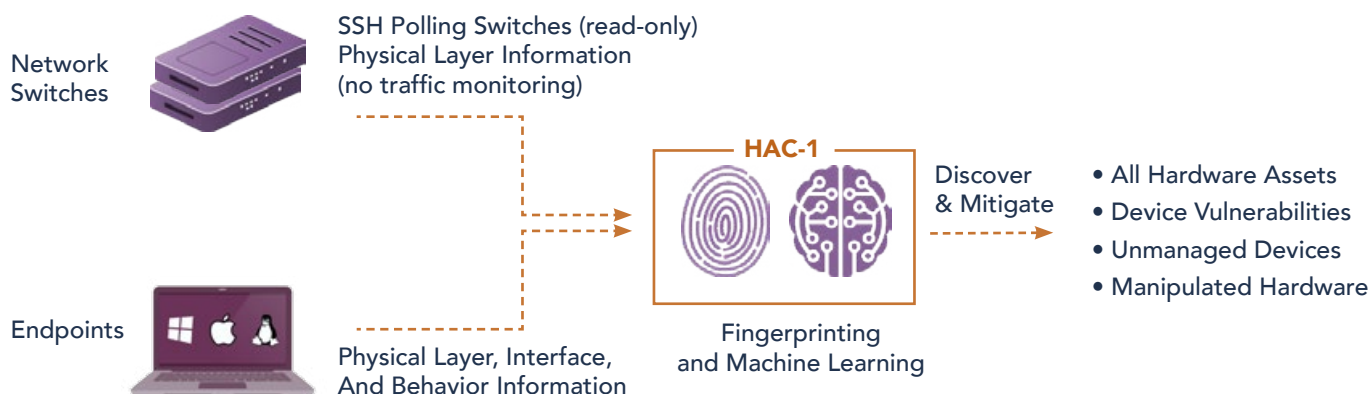 Network
Switches
SSH Polling Switches (read-only)
Physical Layer Information
(no traffic monitoring)
Endpoints
Physical Layer, Interface,
And Behavior Information
HAC-1
Fingerprinting
and Machine Learning
Discover
& Mitigate
• All Hardware Assets
• Device Vulnerabilities
• Unmanaged Devices
• Manipulated Hardware